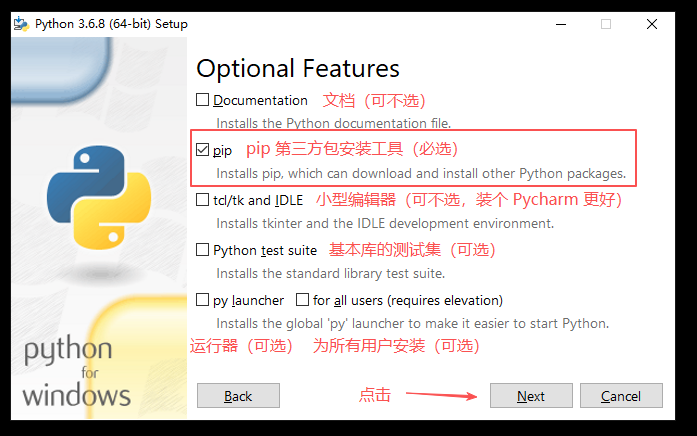 Python 3.6.8 (64-bit) Setup
Optional Features
Documentation 文档（可不选）
Installs the Python documentation file.
pip pip 第三方包安装工具（必选）
Installs pip, which can download and install other Python packages.
tcl/tk and IDLE 小型编辑器（可不选，装个 Pycharm 更好）
Installs tkinter and the IDLE development environment.
Python test suite 基本库的测试集（可选）
Installs the standard library test suite.
py launcher for all users (requires elevation)
Installs the global 'py' launcher to make it easier to start Python.
运行器（可选） 为所有用户安装（可选）
python
for
windows
Back 点击 Next Cancel